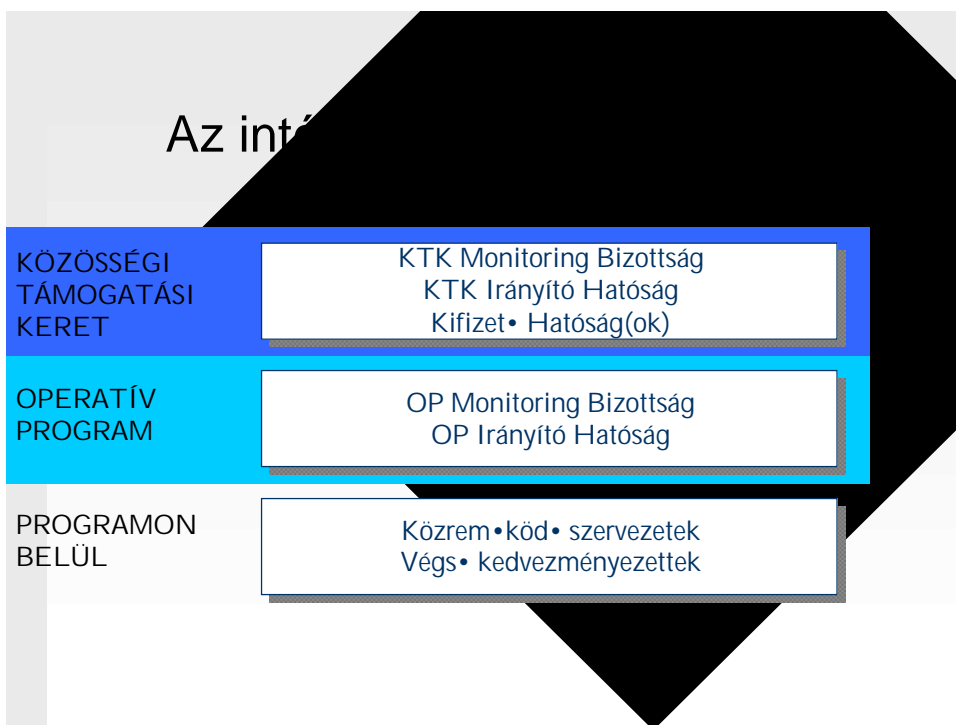 Az inté
KÖZÖSSÉGI
TÁMOGATÁSI
KERET
KTK Monitoring Bizottság
KTK Irányító Hatóság
Kifizet• Hatóság(ok)
OPERATÍV
PROGRAM
OP Monitoring Bizottság
OP Irányító Hatóság
PROGRAMON
BELÜL
Közrem•köd• szervezetek
Végs• kedvezményezettek